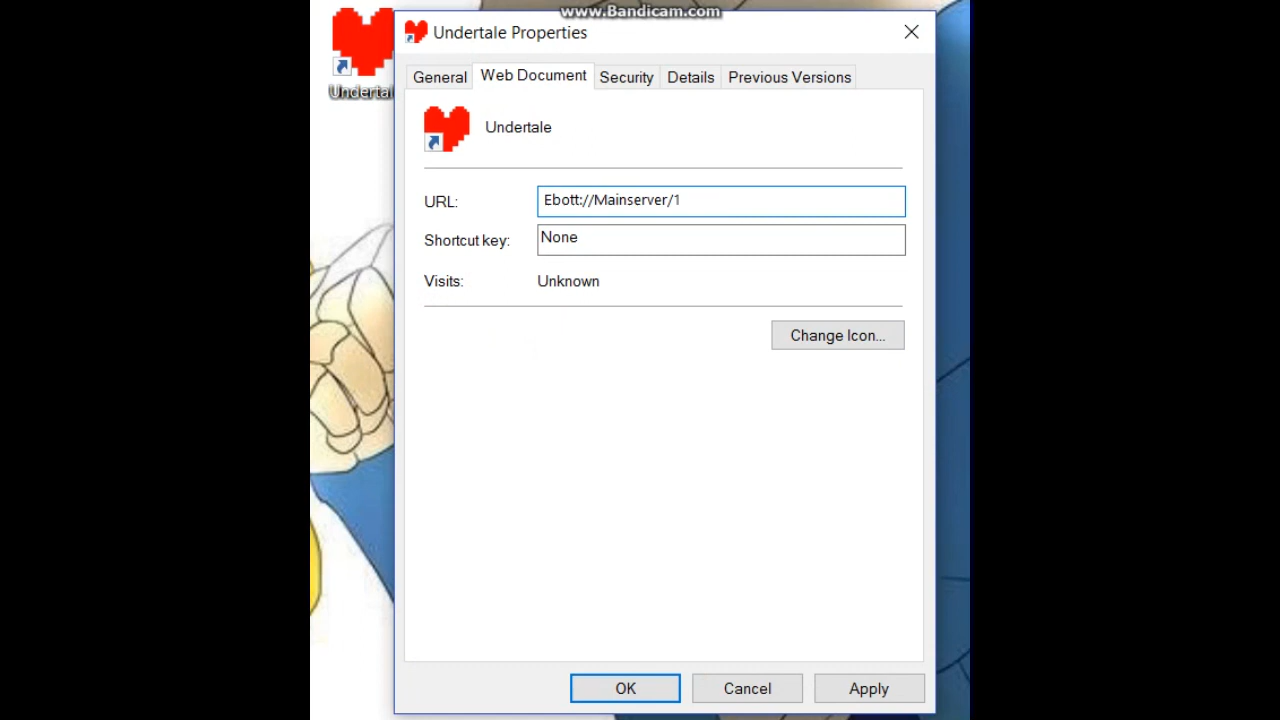 www.Bandicam.com
Undertale Properties
Underta
General Web Document Security Details Previous Versions
Undertale
URL: Ebott://Mainserver/1
Shortcut key: None
Visits: Unknown
Change Icon...
OK Cancel Apply